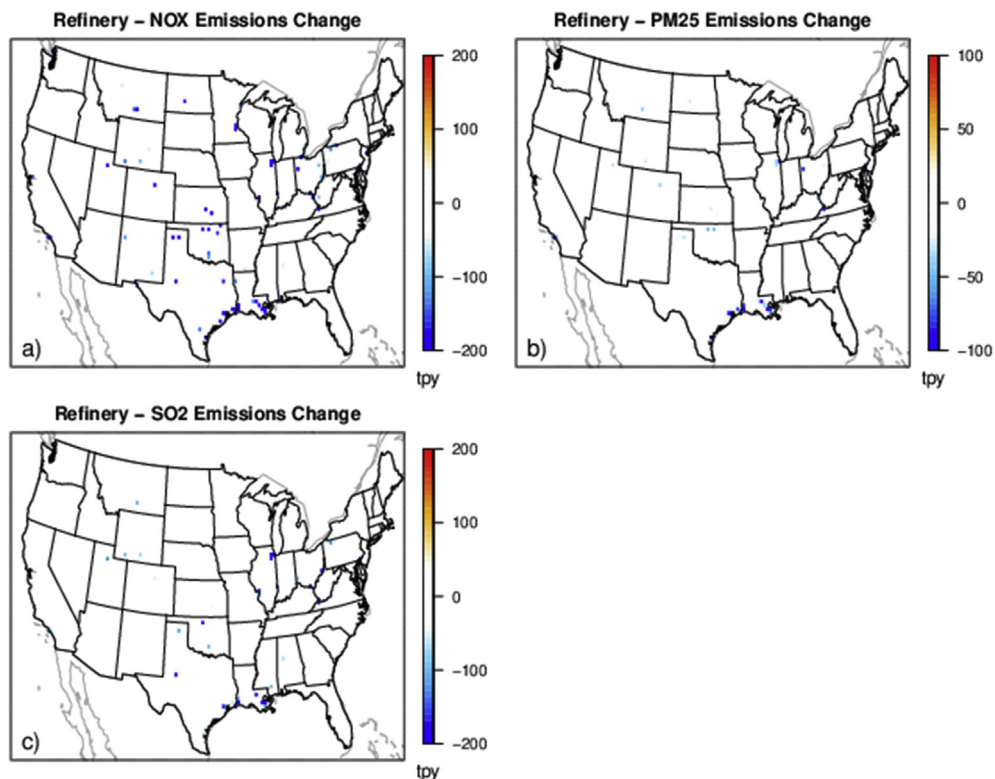 Refinery – NOX Emissions Change
200
100
0
−100
−200
tpy
a)
Refinery – PM25 Emissions Change
100
50
0
−50
−100
tpy
b)
Refinery – SO2 Emissions Change
200
100
0
−100
−200
tpy
c)